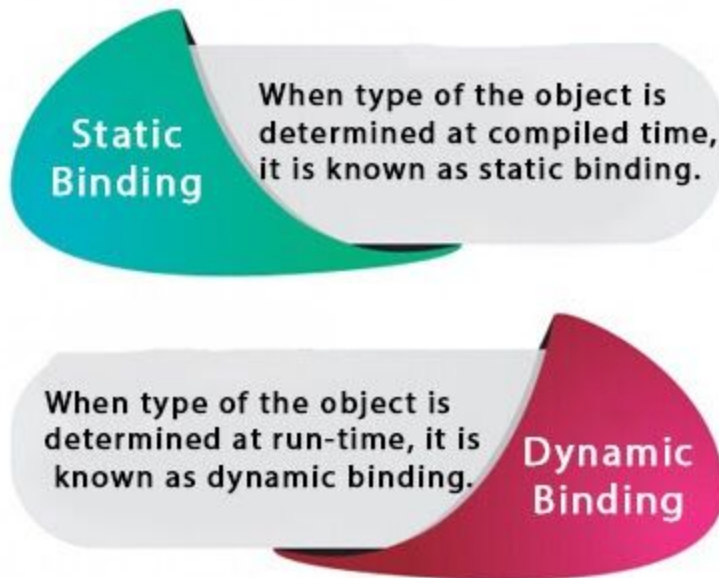 Static
Binding
When type of the object is
determined at compiled time,
it is known as static binding.
When type of the object is
determined at run-time, it is
known as dynamic binding.
Dynamic
Binding